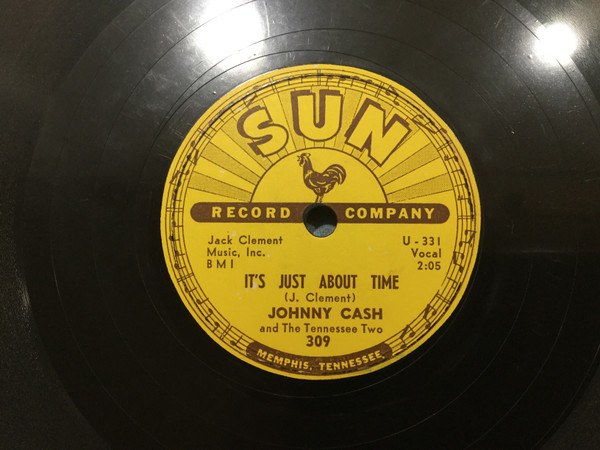 SUN
RECORD COMPANY
Jack Clement
Music, Inc.
BMI
U-331
Vocal
2:05
IT'S JUST ABOUT TIME
(J. Clement)
JOHNNY CASH
and The Tennessee Two
309
MEMPHIS, TENNESSEE